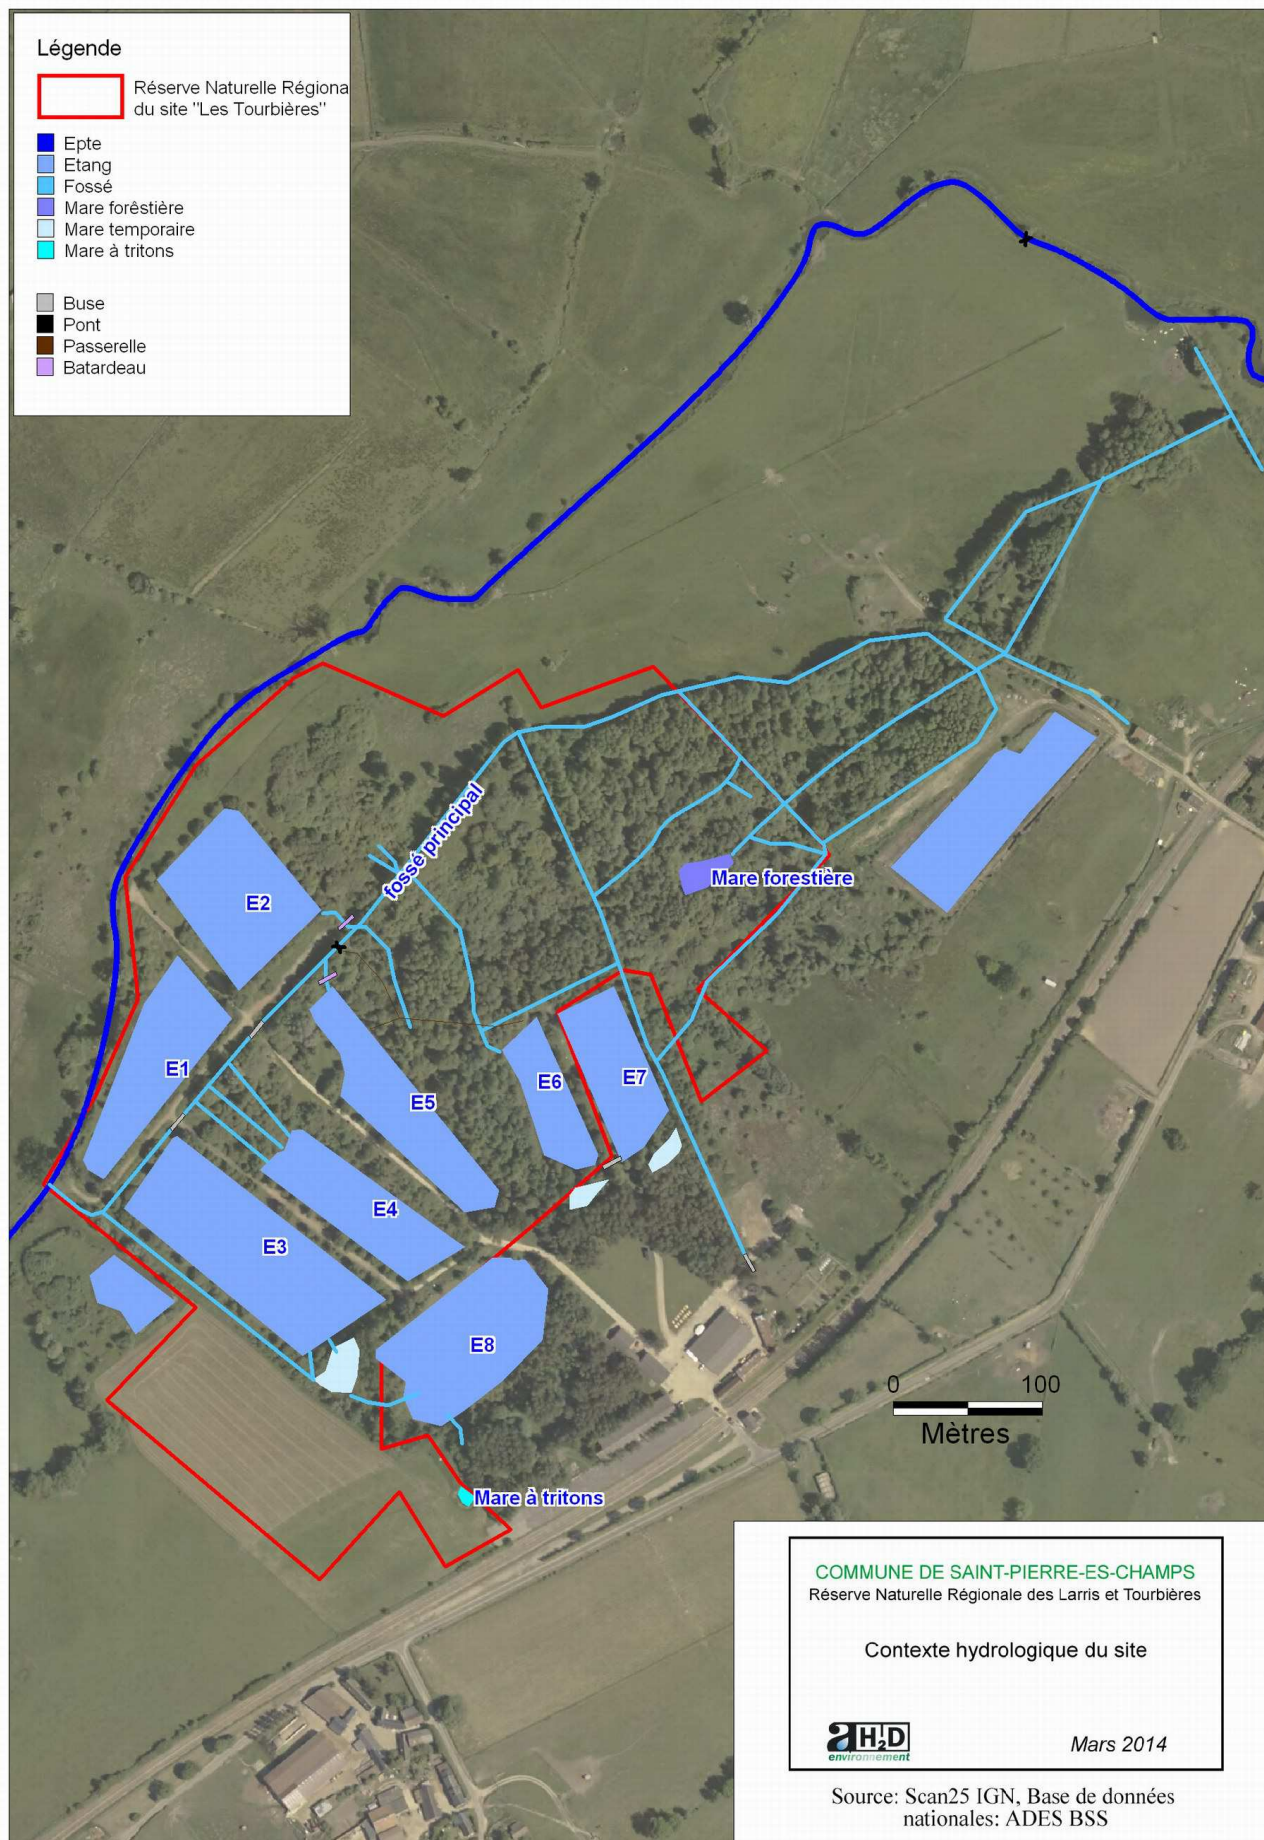 Légende
Réserve Naturelle Régiona
du site "Les Tourbières"
Epte
Etang
Fossé
Mare forêstière
Mare temporaire
Mare à tritons
Buse
Pont
Passerelle
Batardeau
fossé principal
E2
Mare forestière
E1
E5
E6
E7
E4
E3
E8
0 100
Mètres
Mare à tritons
COMMUNE DE SAINT-PIERRE-ES-CHAMPS
Réserve Naturelle Régionale des Larris et Tourbières
Contexte hydrologique du site
aH2D
environnement
Mars 2014
Source: Scan25 IGN, Base de données
nationales: ADES BSS